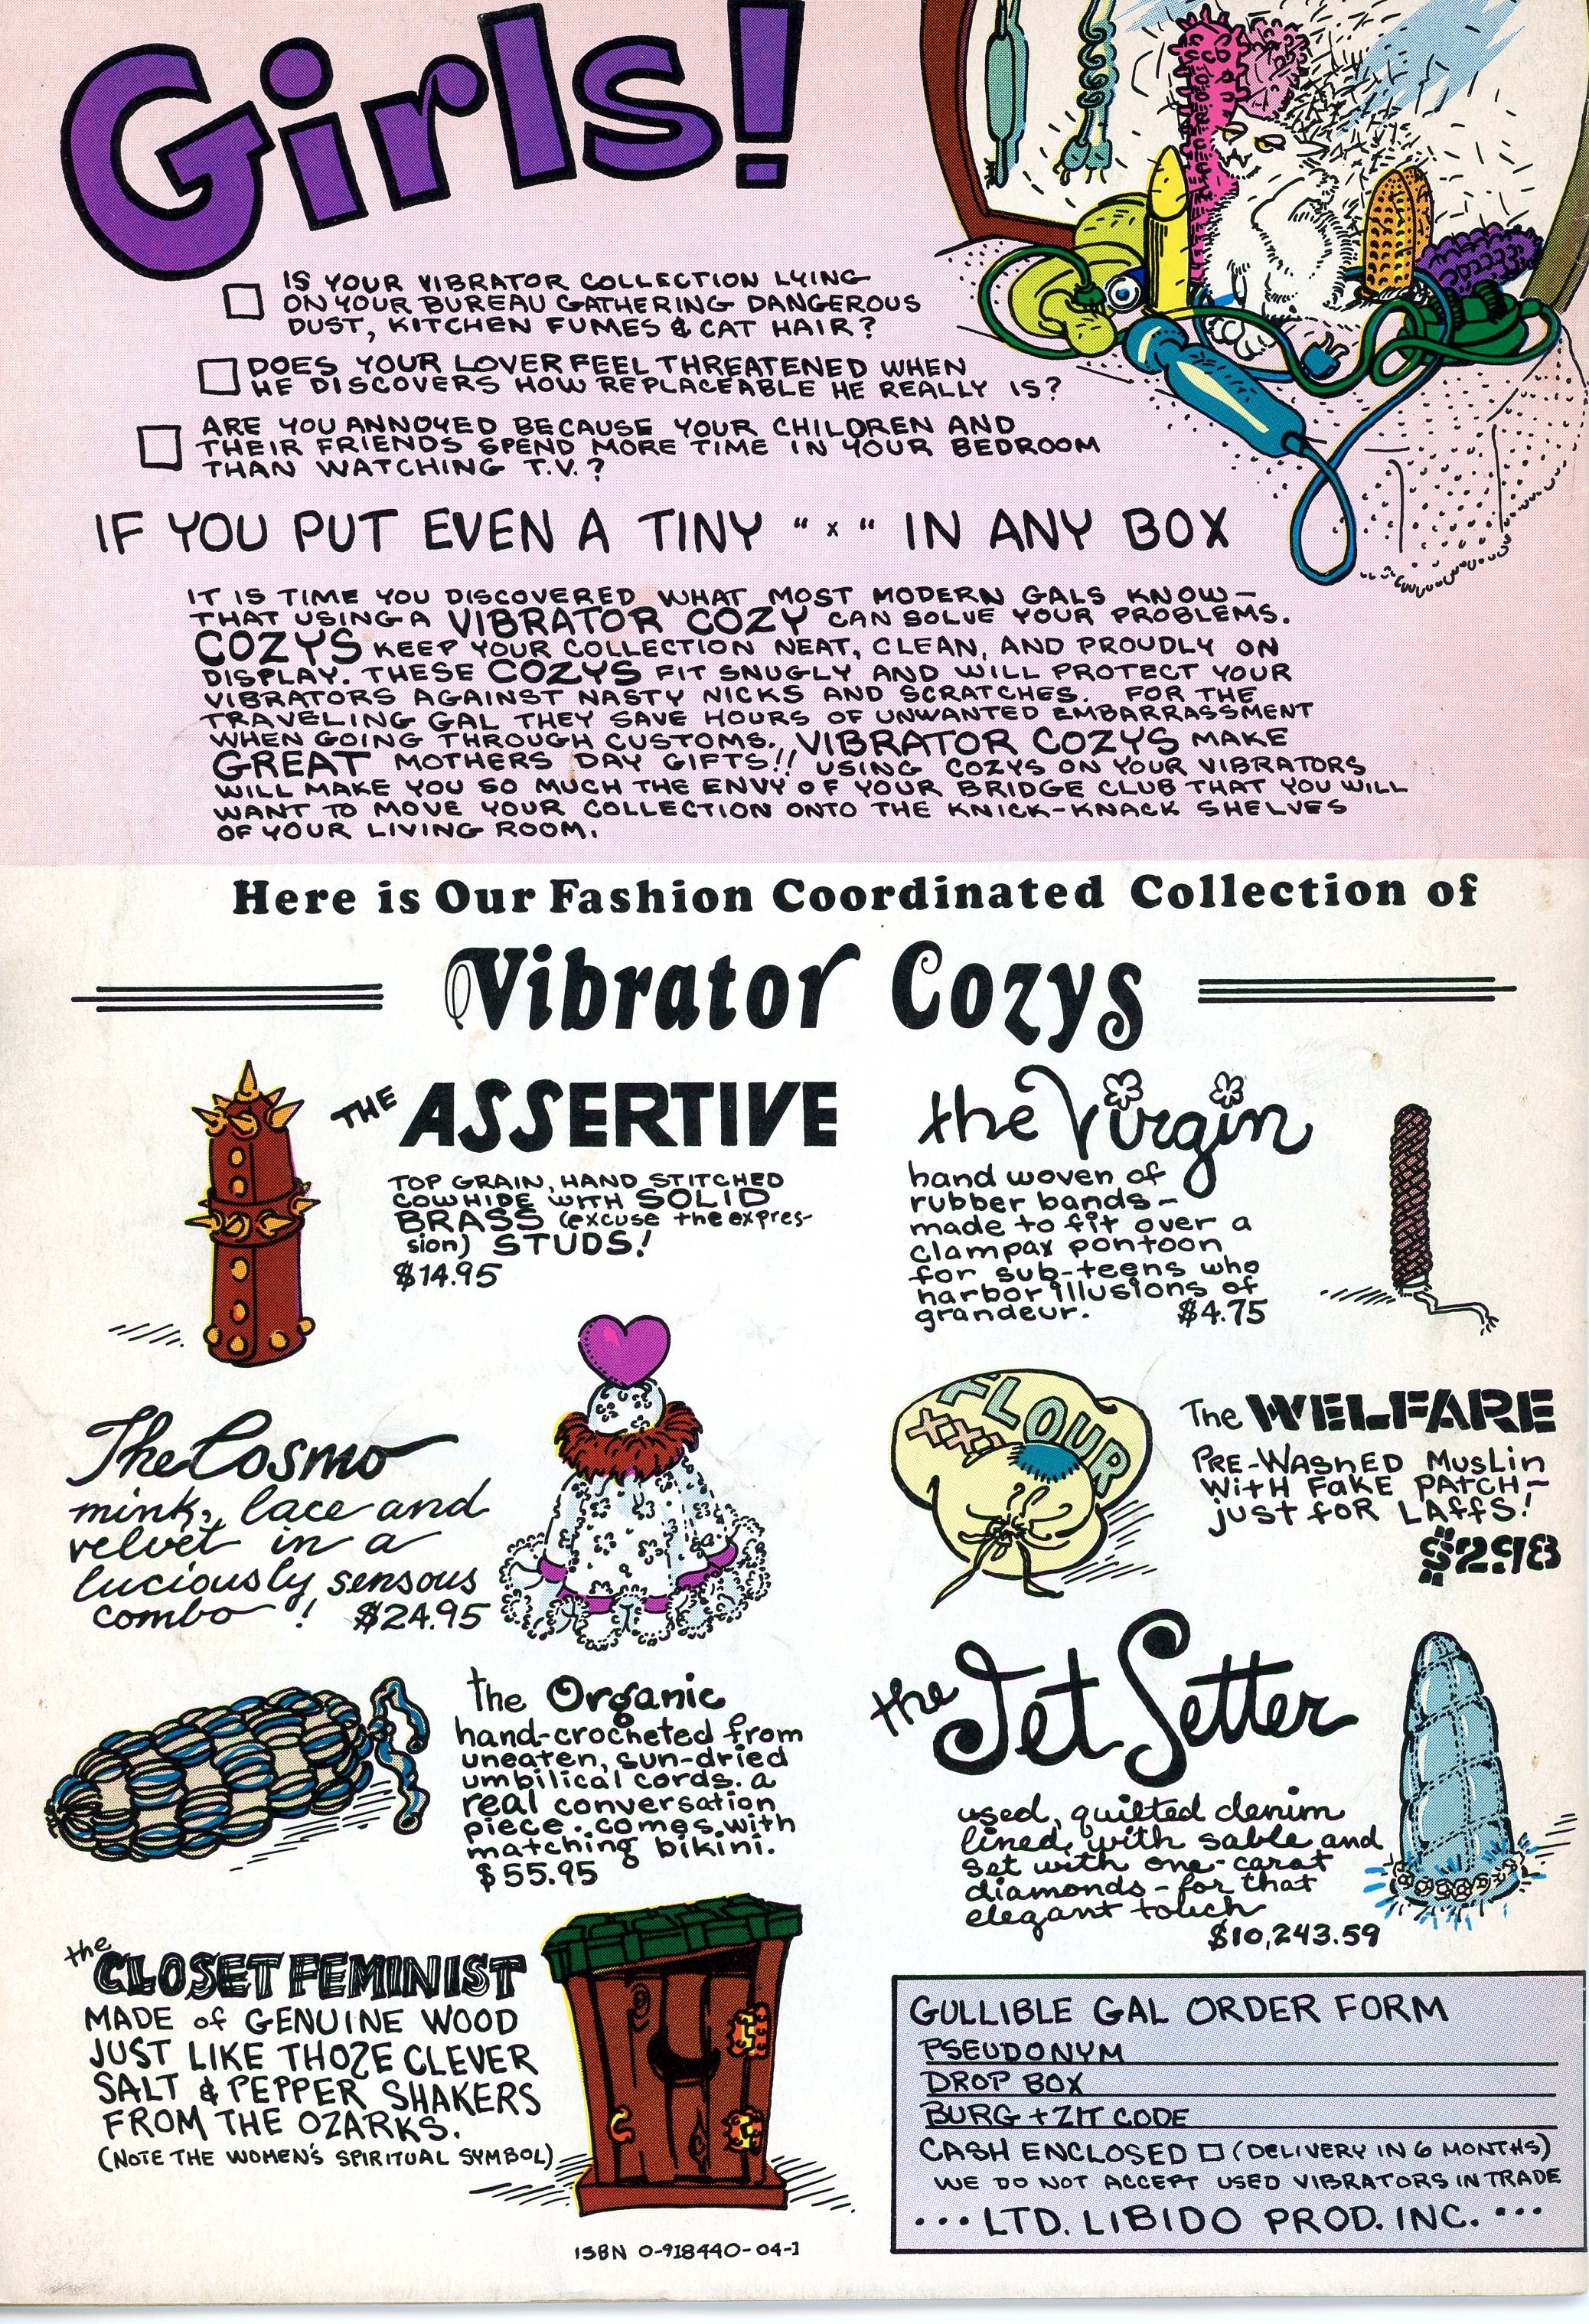 Girls!
IS YOUR VIBRATOR COLLECTION LYING
ON YOUR BUREAU GATHERING DANGEROUS
DUST, KITCHEN FUMES & CAT HAIR?
DOES YOUR LOVER FEEL THREATENED WHEN
HE DISCOVERS HOW REPLACEABLE HE REALLY IS?
ARE YOU ANNOYED BECAUSE YOUR CHILDREN AND
THEIR FRIENDS SPEND MORE TIME IN YOUR BEDROOM
THAN WATCHING T.V.?
IF YOU PUT EVEN A TINY "x" IN ANY BOX
IT IS TIME YOU DISCOVERED WHAT MOST MODERN GALS KNOW—
THAT USING A VIBRATOR COZY CAN SOLVE YOUR PROBLEMS.
COZYS KEEP YOUR COLLECTION NEAT, CLEAN, AND PROUDLY ON
DISPLAY. THESE COZYS FIT SNUGLY AND WILL PROTECT YOUR
VIBRATORS AGAINST NASTY NICKS AND SCRATCHES. FOR THE
TRAVELING GAL THEY SAVE HOURS OF UNWANTED EMBARRASSMENT
WHEN GOING THROUGH CUSTOMS. VIBRATOR COZYS MAKE
GREAT MOTHERS DAY GIFTS!! USING COZYS ON YOUR VIBRATORS
WILL MAKE YOU SO MUCH THE ENVY OF YOUR BRIDGE CLUB THAT YOU WILL
WANT TO MOVE YOUR COLLECTION ONTO THE KNICK-KNACK SHELVES
OF YOUR LIVING ROOM.
Here is Our Fashion Coordinated Collection of
Vibrator Cozys
THE ASSERTIVE
TOP GRAIN, HAND STITCHED
COWHIDE WITH SOLID
BRASS (excuse the expres-
sion) STUDS!
$14.95
the Virgin
hand woven of
rubber bands—
made to fit over a
clampax pontoon
for sub-teens who
harbor illusions of
grandeur. $4.75
The Cosmo
mink, lace and
velvet in a
luciously sensous
combo! $24.95
FLOUR
XXX
The WELFARE
PRE-WASHED MUSLin
WITH FAKE PATCH—
just foR LAffS!
$2.98
the Organic
hand-crocheted from
uneaten, sun-dried
umbilical cords. a
real conversation
piece.. comes with
matching bikini.
$55.95
the Jet Setter
used, quilted denim
lined with sable and
set with one-carat
diamonds - for that
elegant touch
$10,243.59
the CLOSET FEMINIST
MADE of GENUINE WOOD
JUST LIKE THOZE CLEVER
SALT & PEPPER SHAKERS
FROM THE OZARKS.
(NOTE THE WOMEN'S SPIRITUAL SYMBOL)
GULLIBLE GAL ORDER FORM
PSEUDONYM
DROP BOX
BURG + ZIT CODE
CASH ENCLOSED (DELIVERY IN 6 MONTHS)
WE DO NOT ACCEPT USED VIBRATORS IN TRADE
... LTD. LIBIDO PROD. INC. ...
ISBN 0-918440-04-1